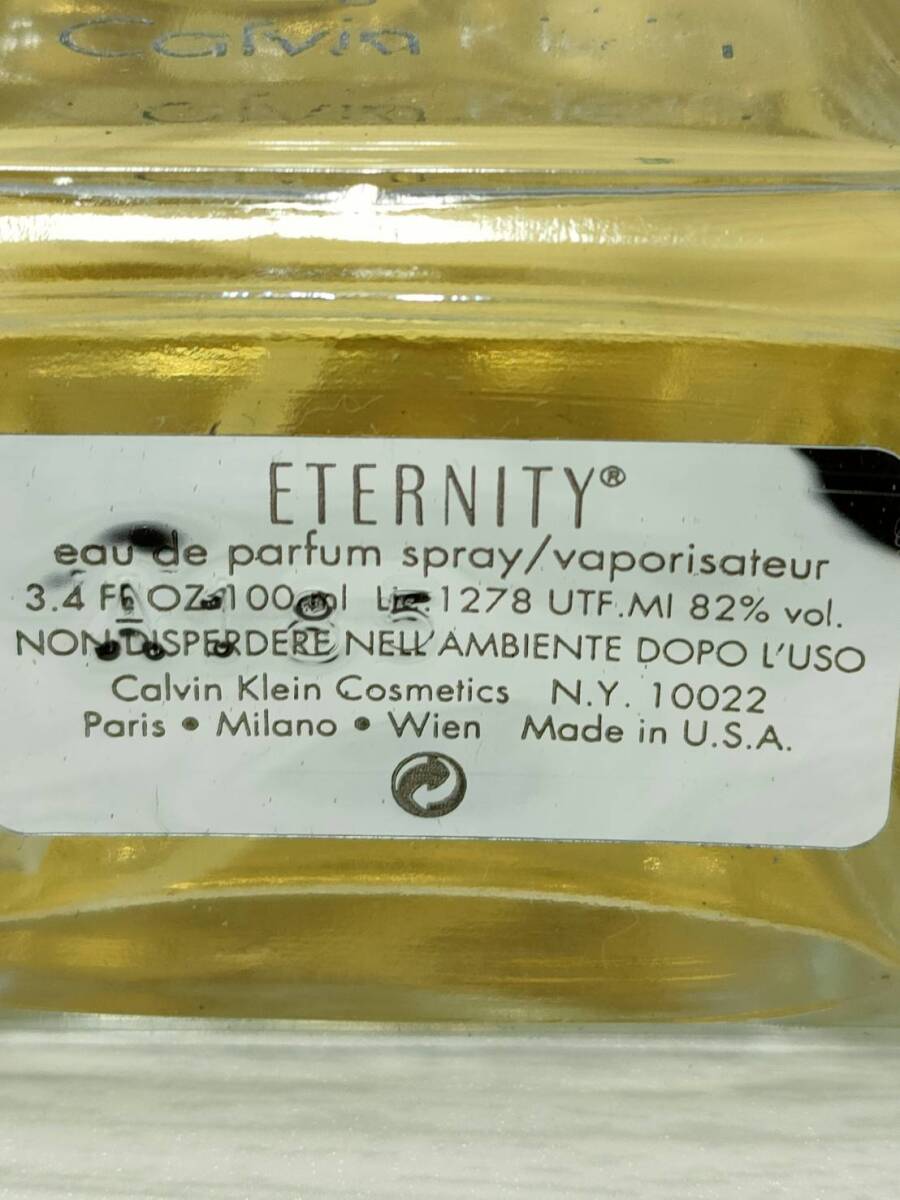 Calvin Klein
ETERNITY®
eau de parfum spray/vaporisateur
3.4 FL OZ 100 ml Lic. 1278 UTF.MI 82% vol.
NON DISPERDERE NELL'AMBIENTE DOPO L'USO
Calvin Klein Cosmetics N.Y. 10022
Paris • Milano • Wien Made in U.S.A.